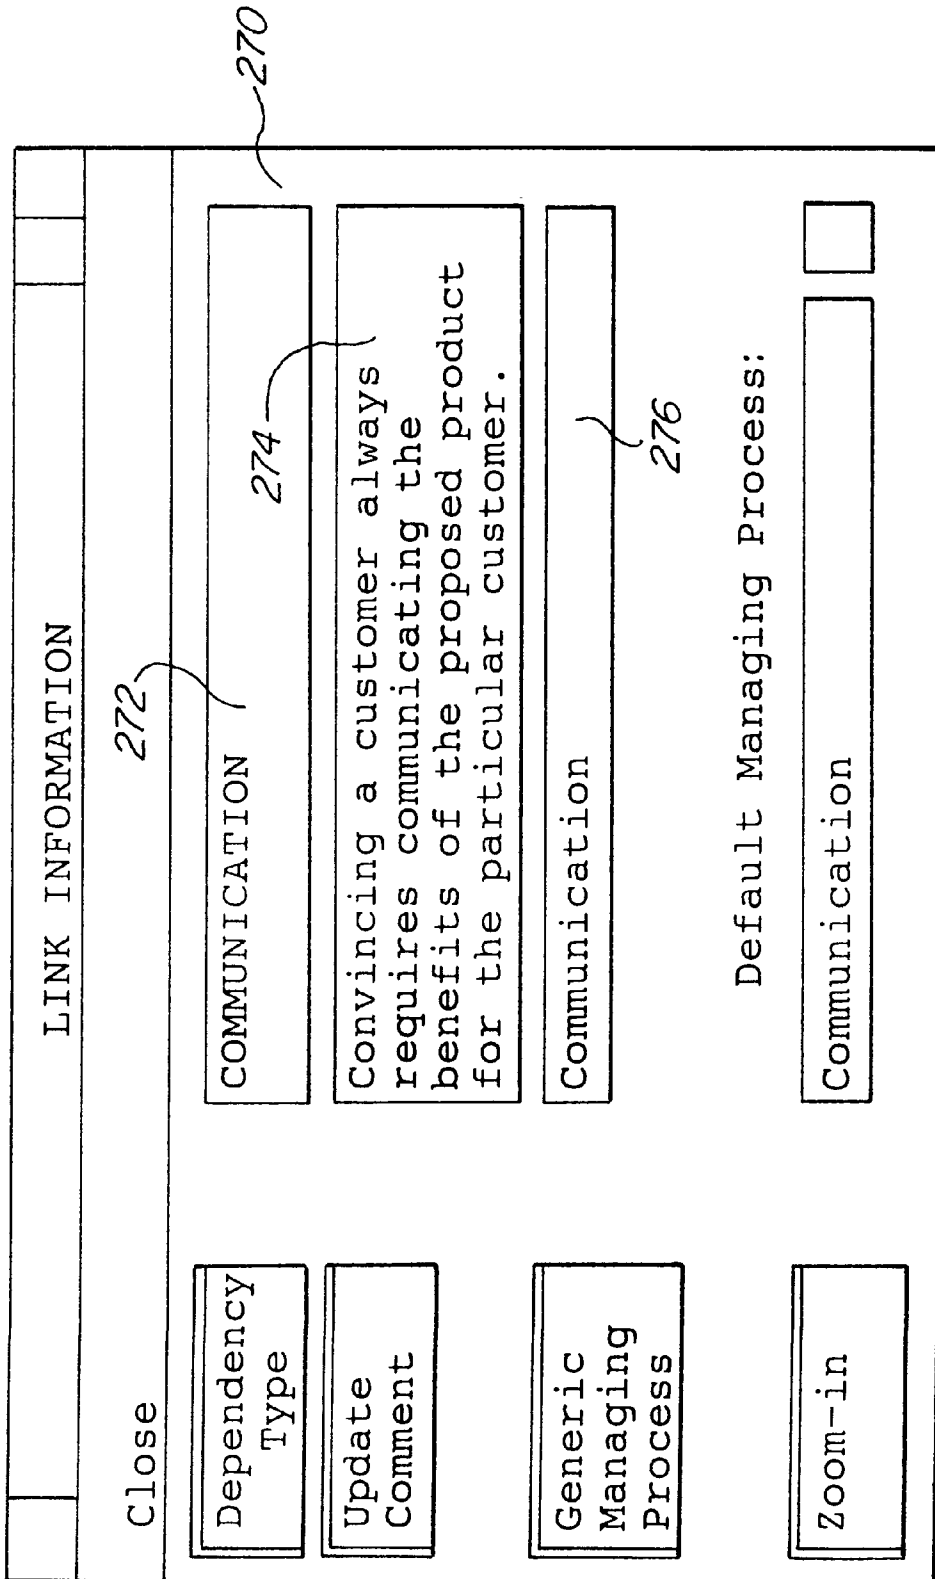 LINK INFORMATION
Close
272
274
270
Dependency
Type
COMMUNICATION
Update
Comment
Convincing a customer always
requires communicating the
benefits of the proposed product
for the particular customer.
Generic
Managing
Process
Communication
276
Default Managing Process:
Zoom-in
Communication